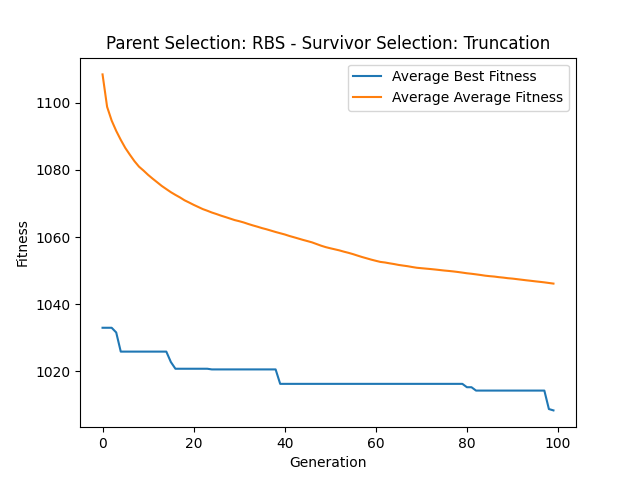 Parent Selection: RBS - Survivor Selection: Truncation
Average Best Fitness
Average Average Fitness
Fitness
1100
1080
1060
1040
1020
0 20 40 60 80 100
Generation